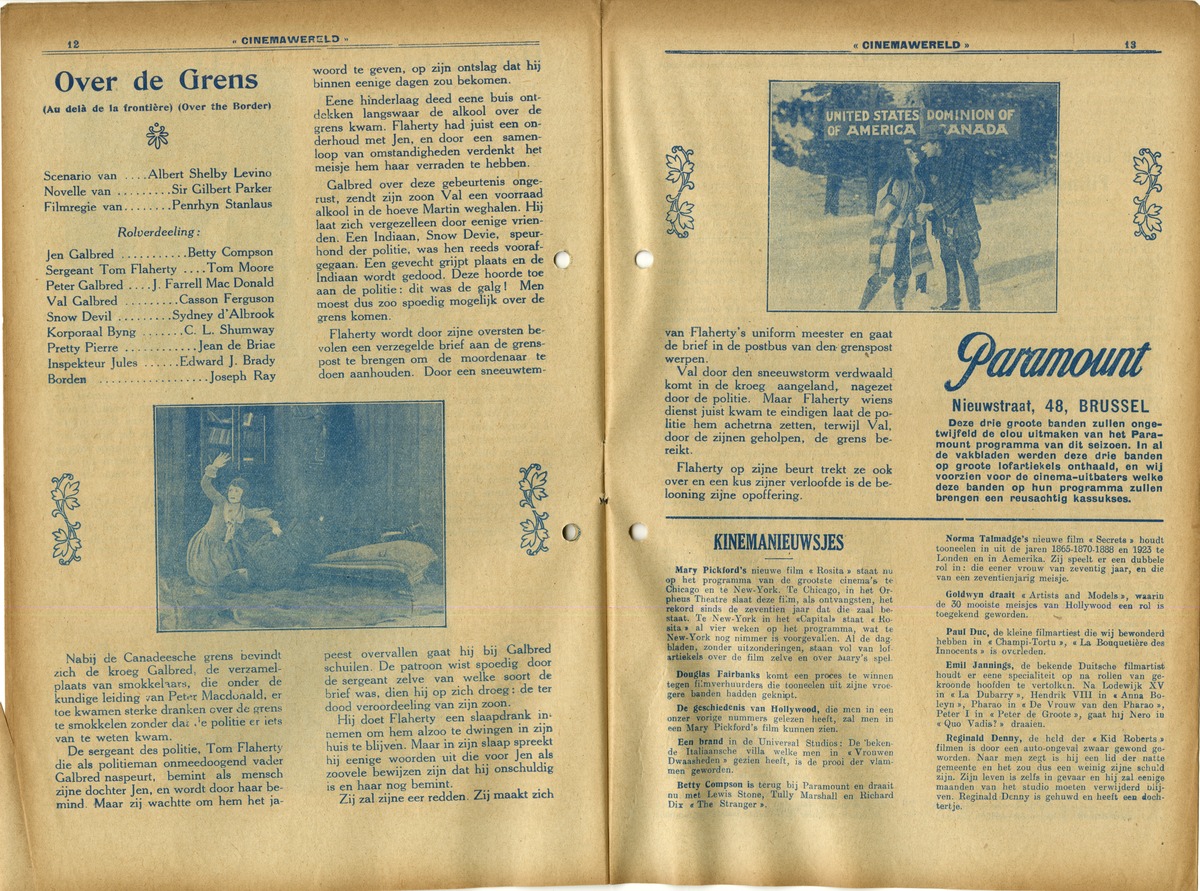 12
« CINEMAWERELD »
Over de Grens
(Au delà de la frontière) (Over the Border)
Scenario van ....Albert Shelby Levino
Novelle van .........Sir Gilbert Parker
Filmregie van........Penrhyn Stanlaus
Rolverdeeling:
Jen Galbred ...........Betty Compson
Sergeant Tom Flaherty ....Tom Moore
Peter Galbred ....J. Farrell Mac Donald
Val Galbred .........Casson Ferguson
Snow Devil .........Sydney d'Albrook
Korporaal Byng .......C. L. Shumway
Pretty Pierre ............Jean de Briae
Inspekteur Jules ......Edward J. Brady
Borden ..................Joseph Ray
Nabij de Canadeesche grens bevindt
zich de kroeg Galbred, de verzamel-
plaats van smokkelaars, die onder de
kundige leiding van Peter Macdonald, er
toe kwamen sterke dranken over de grens
te smokkelen zonder dat de politie er iets
van te weten kwam.
De sergeant des politie, Tom Flaherty
die als politieman onmeedoogend vader
Galbred naspeurt, bemint als mensch
zijne dochter Jen, en wordt door haar be-
mind. Maar zij wachtte om hem het ja-
woord te geven, op zijn ontslag dat hij
binnen eenige dagen zou bekomen.
Eene hinderlaag deed eene buis ont-
dekken langswaar de alkool over de
grens kwam. Flaherty had juist een on-
derhoud met Jen, en door een samen-
loop van omstandigheden verdenkt het
meisje hem haar verraden te hebben.
Galbred over deze gebeurtenis onge-
rust, zendt zijn zoon Val een voorraad
alkool in de hoeve Martin weghalen. Hij
laat zich vergezelleen door eenige vrien-
den. Een Indiaan, Snow Devie, speur-
hond der politie, was hen reeds vooraf-
gegaan. Een gevecht grijpt plaats en de
Indiaan wordt gedood. Deze hoorde toe
aan de politie : dit was de galg ! Men
moest dus zoo spoedig mogelijk over de
grens komen.
Flaherty wordt door zijne oversten be-
volen een verzegelde brief aan de grens-
post te brengen om de moordenaar te
doen aanhouden. Door een sneeuwtem-
peest overvallen gaat hij bij Galbred
schuilen. De patroon wist spoedig door
de sergeant zelve van welke soort de
brief was, dien hij op zich droeg : de ter
dood veroordeling van zijn zoon.
Hij doet Flaherty een slaapdrank in-
nemen om hem alzoo te dwingen in zijn
huis te blijven. Maar in zijn slaap spreekt
hij eenige woorden uit die voor Jen als
zoovele bewijzen zijn dat hij onschuldig
is en haar nog bemint.
Zij zal zijne eer redden. Zij maakt zich
« CINEMAWERELD »
13
UNITED STATES OF AMERICA
DOMINION OF CANADA
van Flaherty's uniform meester en gaat
de brief in de postbus van den grenspost
werpen.
Val door den sneeuwstorm verdwaald
komt in de kroeg aangeland, nagezet
door de politie. Maar Flaherty wiens
dienst juist kwam te eindigen laat de po-
litie hem achetrna zetten, terwijl Val,
door de zijnen geholpen, de grens be-
reikt.
Flaherty op zijne beurt trekt ze ook
over en een kus zijner verloofde is de be-
looning zijne opoffering.
Paramount
Nieuwstraat, 48, BRUSSEL
Deze drie groote banden zullen onge-
twijfeld de clou uitmaken van het Para-
mount programma van dit seizoen. In al
de vakbladen werden deze drie banden
op groote lofartiekels onthaald, en wij
voorzien voor de cinema-uitbaters welke
deze banden op hun programma zullen
brengen een reusachtig kassukses.
KINEMANIEUWSJES
Mary Pickford's nieuwe film « Rosita » staat nu
op het programma van de grootste cinema's te
Chicago en te New-York. Te Chicago, in het Or-
pheus Theatre slaat deze film, als ontvangsten, het
rekord sinds de zeventien jaar dat die zaal be-
staat. Te New-York in het «Capital» staat « Ro-
sita » al vier weken op het programma, wat te
New-York nog nimmer is voorgevallen. Al de dag-
bladen, zonder uitzonderingen, staan vol van lof-
artiekels over de film zelve en over Mary's spel.
Douglas Fairbanks komt een proces te winnen
tegen filmverhuurders die tooneelen uit zijne vroe-
gere banden hadden geknipt.
De geschiedenis van Hollywood, die men in een
onzer vorige nummers gelezen heeft, zal men in
een Mary Pickford's film kunnen zien.
Een brand in de Universal Studios : De beken-
de Italiaansche villa welke men in « Vrouwen
Dwaasheden » gezien heeft, is de prooi der vlam-
men geworden.
Betty Compson is terug bij Paramount en draait
nu met Lewis Stone, Tully Marshall en Richard
Dix « The Stranger ».
Norma Talmadge's nieuwe film « Secrets » houdt
tooneelen in uit de jaren 1865-1870-1888 en 1923 te
Londen en in Aemerika. Zij speelt er een dubbele
rol in : die eener vrouw van zeventig jaar, en die
van een zeventienjarig meisje.
Goldwyn draait « Artists and Models », waarin
de 30 mooiste meisjes van Hollywood een rol is
toegekend geworden.
Paul Duc, de kleine filmartiest die wij bewonderd
hebben in « Champi-Tortu », « La Bouquetière des
Innocents » is overleden.
Emil Jannings, de bekende Duitsche filmartist
houdt er eene specialiteit op na rollen van ge-
kroonde hoofden te vertolken. Na Lodewijk XV
in « La Dubarry », Hendrik VIII in « Anna Bo-
leyn », Pharao in « De Vrouw van den Pharao »,
Peter I in « Peter de Groote », gaat hij Nero in
« Quo Vadis? » draaien.
Reginald Denny, de held der « Kid Roberts »
filmen is door een auto-ongeval zwaar gewond ge-
worden. Naar men zegt is hij een lid der natte
gemeente en het zou dus een weinig zijne schuld
zijn. Zijn leven is zelfs in gevaar en hij zal eenige
maanden van het studio moeten verwijderd blij-
ven. Reginald Denny is gehuwd en heeft een doch-
tertje.